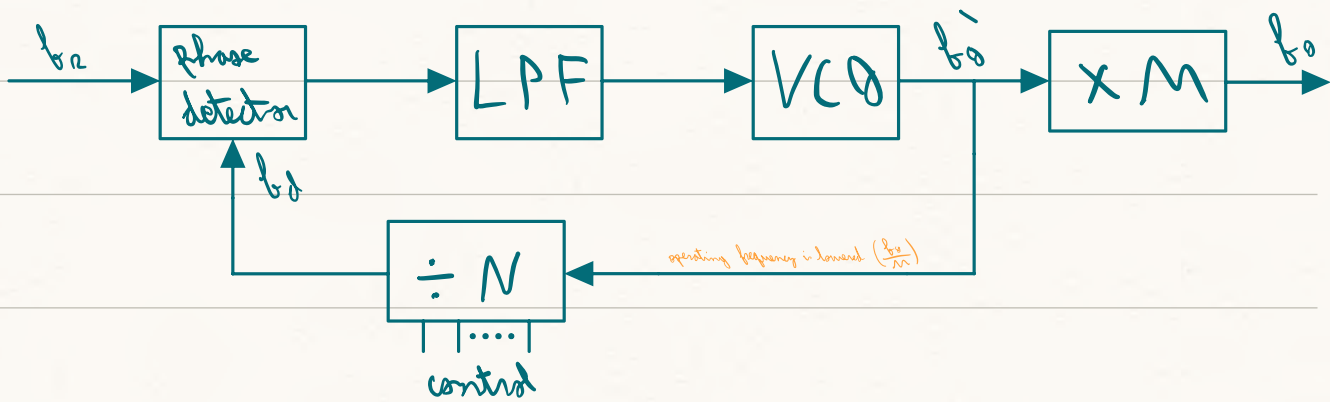 fr
phase
detector
LPF
VCO
fo'
x M
fo
fd
÷ N
operating frequency is lowered (fo/M)
....
control